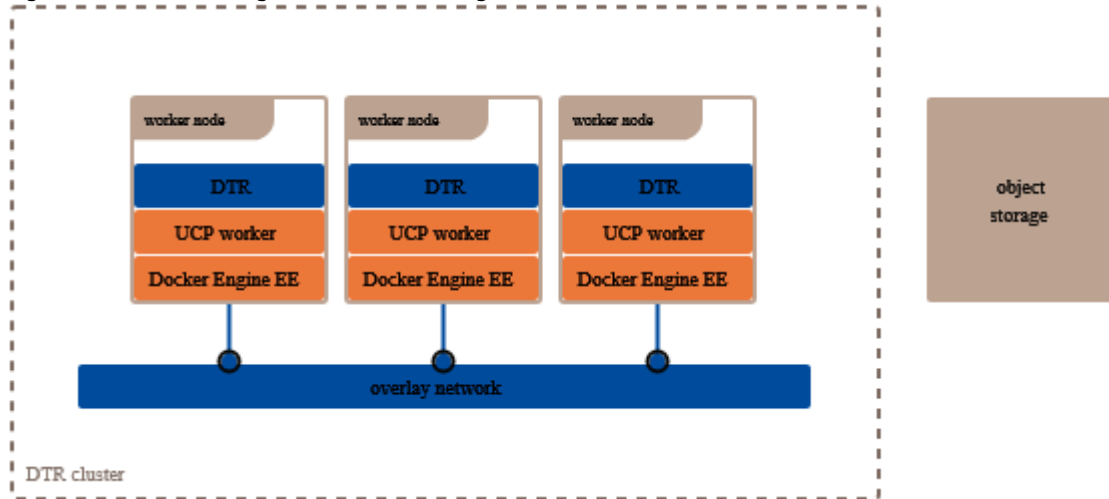 worker node
worker node
worker node
DTR
DTR
DTR
UCP worker
UCP worker
UCP worker
Docker Engine EE
Docker Engine EE
Docker Engine EE
object
storage
overlay network
DTR cluster